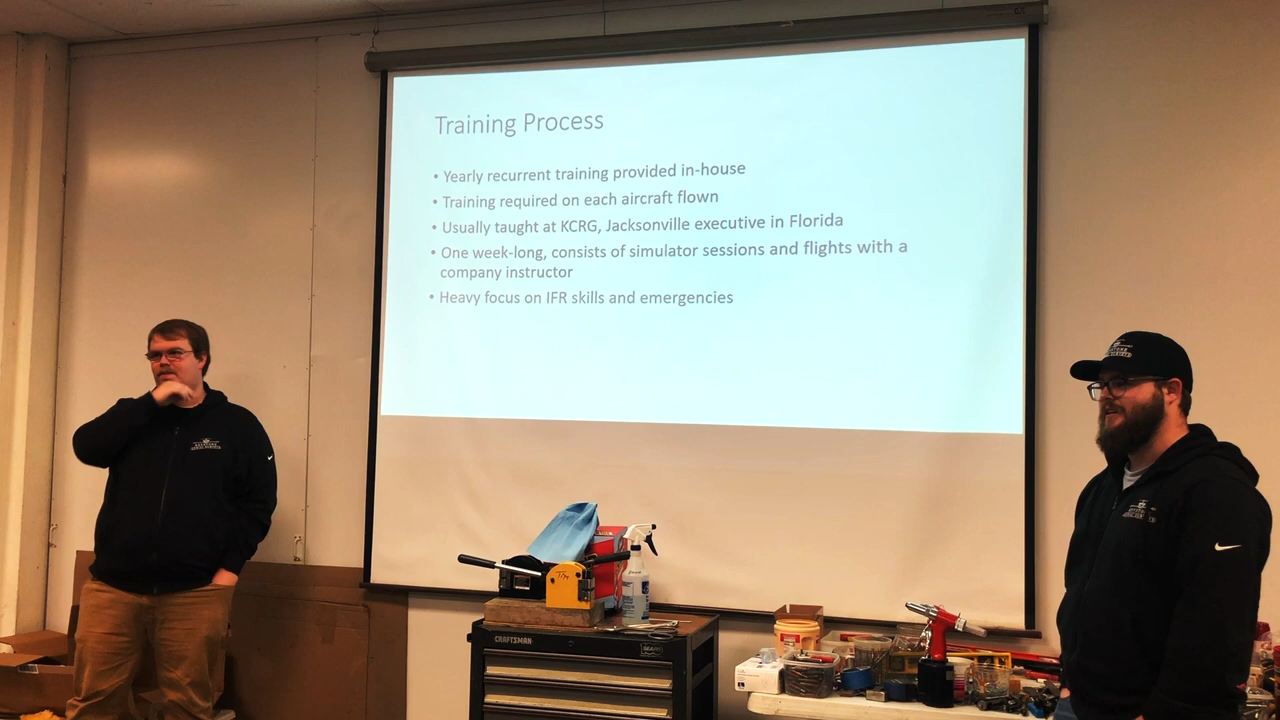 Training Process
• Yearly recurrent training provided in-house
• Training required on each aircraft flown
• Usually taught at KCRG, Jacksonville executive in Florida
• One week-long, consists of simulator sessions and flights with a
company instructor
• Heavy focus on IFR skills and emergencies
CRAFTSMAN
SEARS